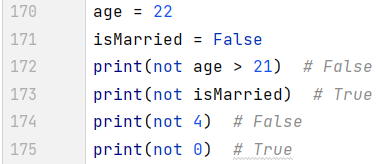 170 age = 22
171 isMarried = False
172 print(not age > 21)  # False
173 print(not isMarried)  # True
174 print(not 4)  # False
175 print(not 0)  # True